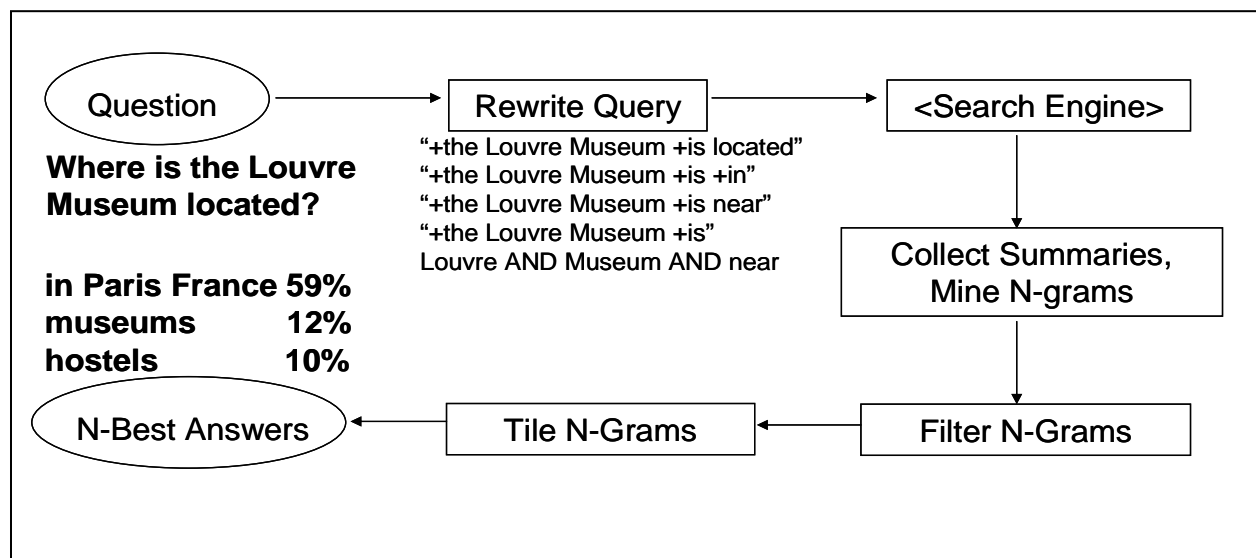 Question
Rewrite Query
<Search Engine>
Where is the Louvre
Museum located?
“+the Louvre Museum +is located”
“+the Louvre Museum +is +in”
“+the Louvre Museum +is near”
“+the Louvre Museum +is”
Louvre AND Museum AND near
Collect Summaries,
Mine N-grams
in Paris France 59%
museums 12%
hostels 10%
N-Best Answers
Tile N-Grams
Filter N-Grams